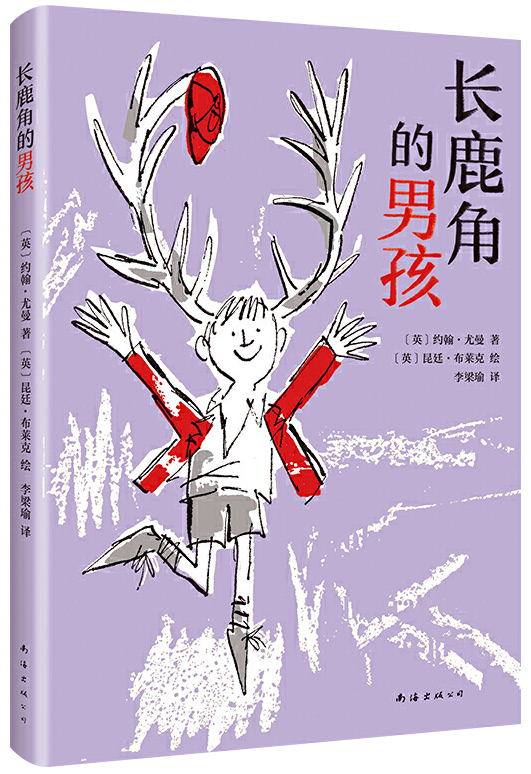 长鹿角的男孩
〔英〕约翰·尤曼 著 〔英〕昆廷·布莱克 绘 李梁瑜 译
南海出版公司
长鹿角
的男孩
〔英〕约翰·尤曼 著
〔英〕昆廷·布莱克 绘
李梁瑜 译
南海出版公司